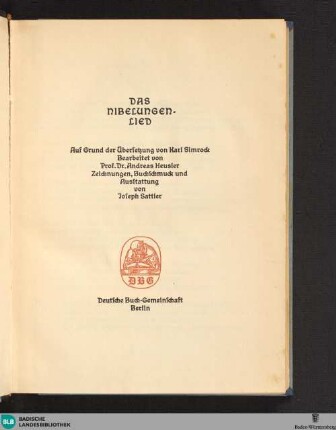 DAS
NIBELUNGEN-
LIED
Auf Grund der Übersetzung von Karl Simrock
Bearbeitet von
Prof. Dr. Andreas Heusler
Zeichnungen, Buchschmuck und
Ausstattung
von
Joseph Sattler
DBG
Deutsche Buch-Gemeinschaft
Berlin
BLB
BADISCHE
LANDESBIBLIOTHEK
Baden-Württemberg